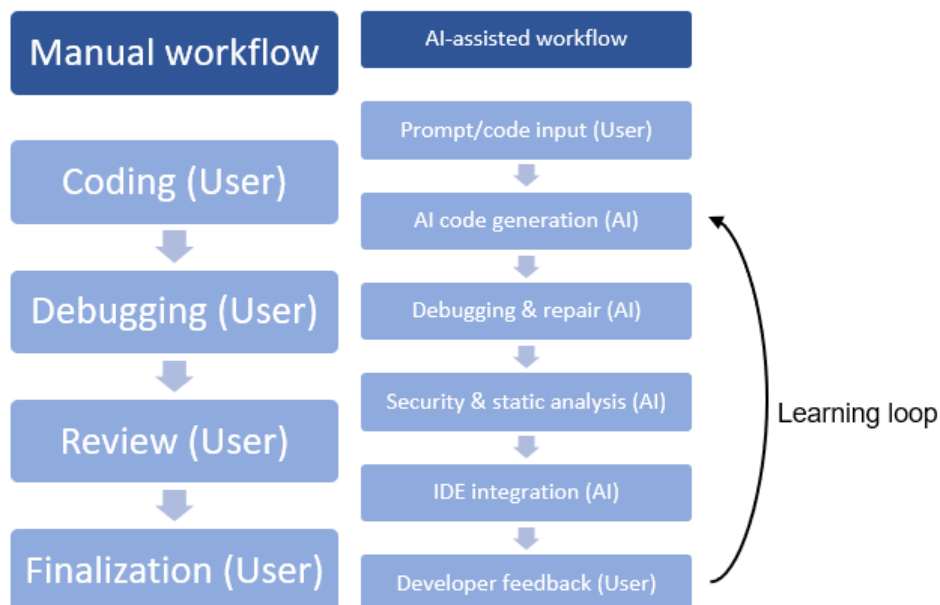 Manual workflow
Coding (User)
Debugging (User)
Review (User)
Finalization (User)
AI-assisted workflow
Prompt/code input (User)
AI code generation (AI)
Debugging & repair (AI)
Security & static analysis (AI)
IDE integration (AI)
Developer feedback (User)
Learning loop